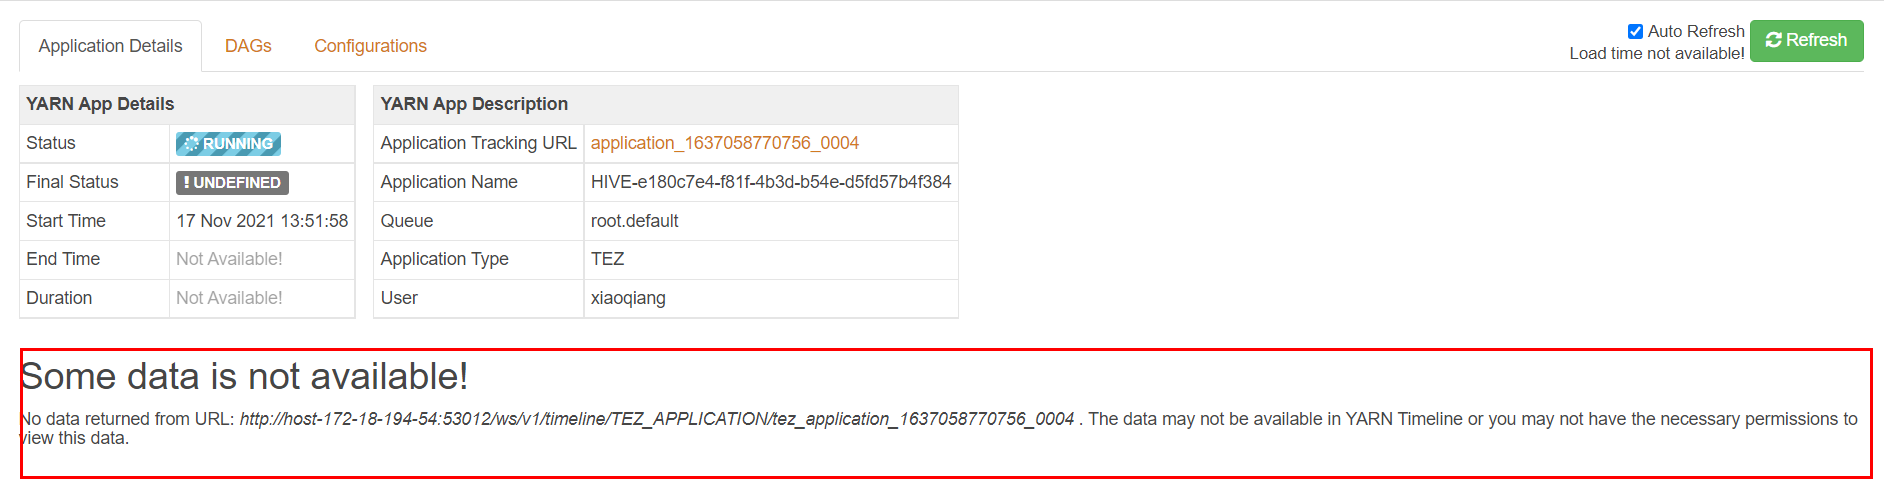 Application Details DAGs Configurations
Auto Refresh
Load time not available!
Refresh
YARN App Details
Status RUNNING
Final Status ! UNDEFINED
Start Time 17 Nov 2021 13:51:58
End Time Not Available!
Duration Not Available!
YARN App Description
Application Tracking URL application_1637058770756_0004
Application Name HIVE-e180c7e4-f81f-4b3d-b54e-d5fd57b4f384
Queue root.default
Application Type TEZ
User xiaoqiang
Some data is not available!
No data returned from URL: http://host-172-18-194-54:53012/ws/v1/timeline/TEZ_APPLICATION/tez_application_1637058770756_0004 . The data may not be available in YARN Timeline or you may not have the necessary permissions to
view this data.